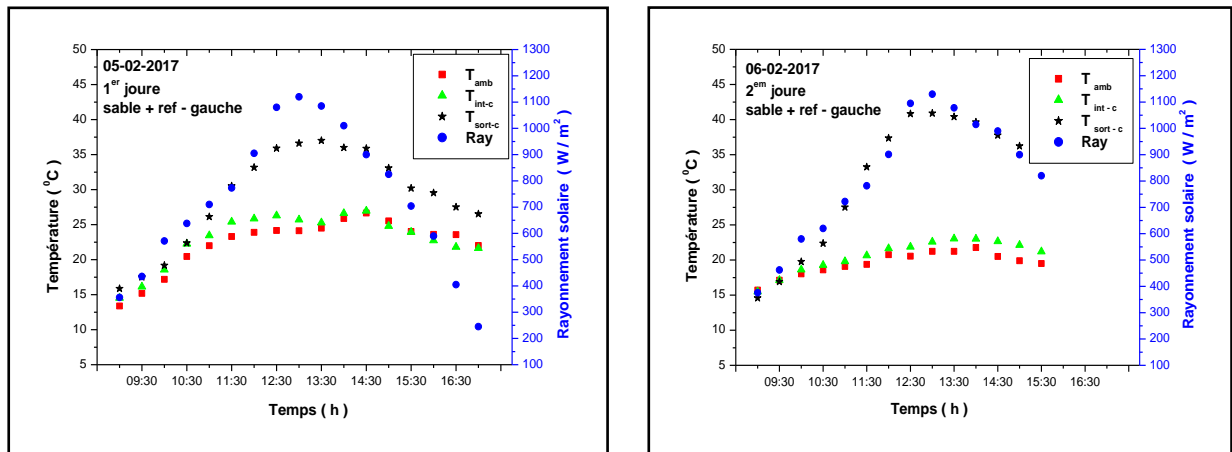 05-02-2017
1er joure
sable + ref - gauche
Tamb
Tint-c
Tsort-c
Ray
50
45
40
35
30
25
20
15
10
5
Température ( 0C)
1300
1200
1100
1000
900
800
700
600
500
400
300
200
100
Rayonnement solaire ( W / m2 )
09:30 10:30 11:30 12:30 13:30 14:30 15:30 16:30
Temps ( h )
06-02-2017
2em joure
sable + ref - gauche
Tamb
Tint - c
Tsort - c
Ray
50
45
40
35
30
25
20
15
10
5
Température ( 0C)
1300
1200
1100
1000
900
800
700
600
500
400
300
200
100
Rayonnement solaire ( W / m2 )
09:30 10:30 11:30 12:30 13:30 14:30 15:30 16:30
Temps ( h )